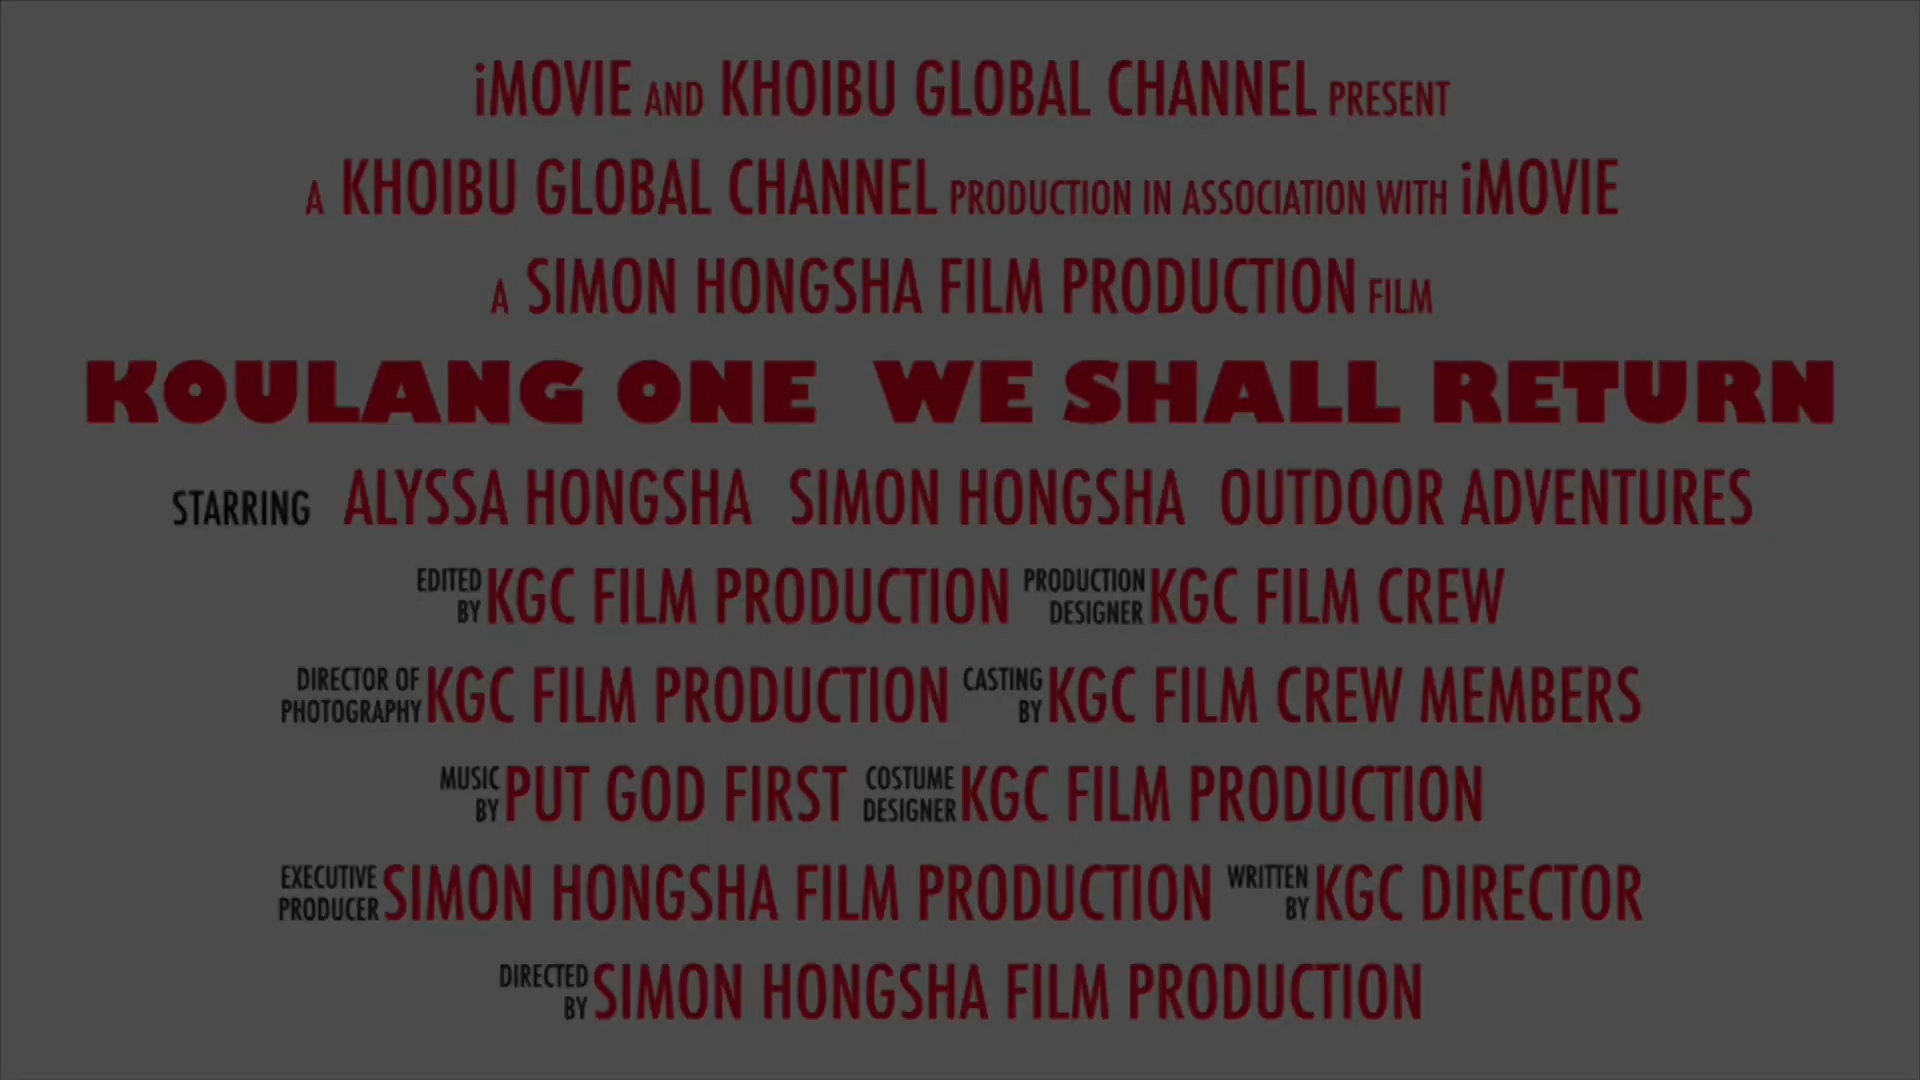 iMOVIE AND KHOIBU GLOBAL CHANNEL PRESENT
A KHOIBU GLOBAL CHANNEL PRODUCTION IN ASSOCIATION WITH iMOVIE
A SIMON HONGSHA FILM PRODUCTION FILM
KOULANG ONE WE SHALL RETURN
STARRING ALYSSA HONGSHA SIMON HONGSHA OUTDOOR ADVENTURES
EDITED BY KGC FILM PRODUCTION PRODUCTION DESIGNER KGC FILM CREW
DIRECTOR OF PHOTOGRAPHY KGC FILM PRODUCTION CASTING BY KGC FILM CREW MEMBERS
MUSIC BY PUT GOD FIRST COSTUME DESIGNER KGC FILM PRODUCTION
EXECUTIVE PRODUCER SIMON HONGSHA FILM PRODUCTION WRITTEN BY KGC DIRECTOR
DIRECTED BY SIMON HONGSHA FILM PRODUCTION